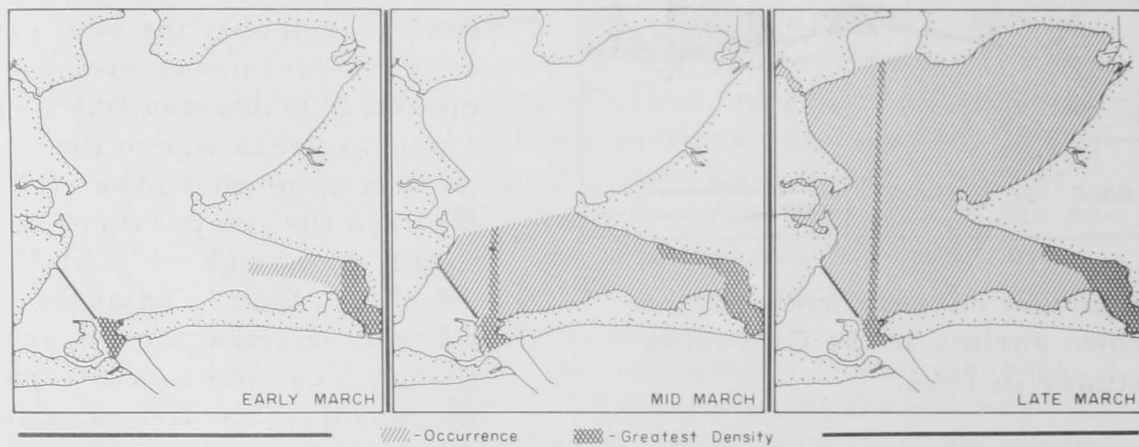 EARLY MARCH
MID MARCH
LATE MARCH
-Occurrence
-Greatest Density